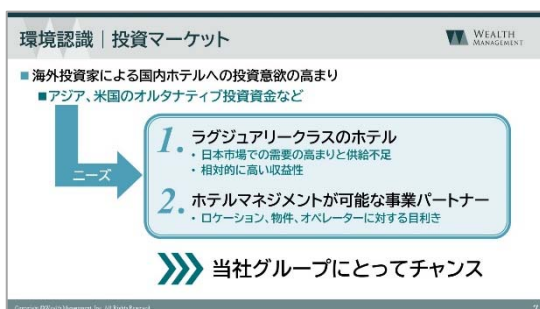 環境認識｜投資マーケット
WEALTH
MANAGEMENT
■海外投資家による国内ホテルへの投資意欲の高まり
■アジア、米国のオルタナティブ投資資金など
ニーズ
1. ラグジュアリークラスのホテル
・日本市場での需要の高まりと供給不足
・相対的に高い収益性
2. ホテルマネジメントが可能な事業パートナー
・ロケーション、物件、オペレーターに対する目利き
当社グループにとってチャンス